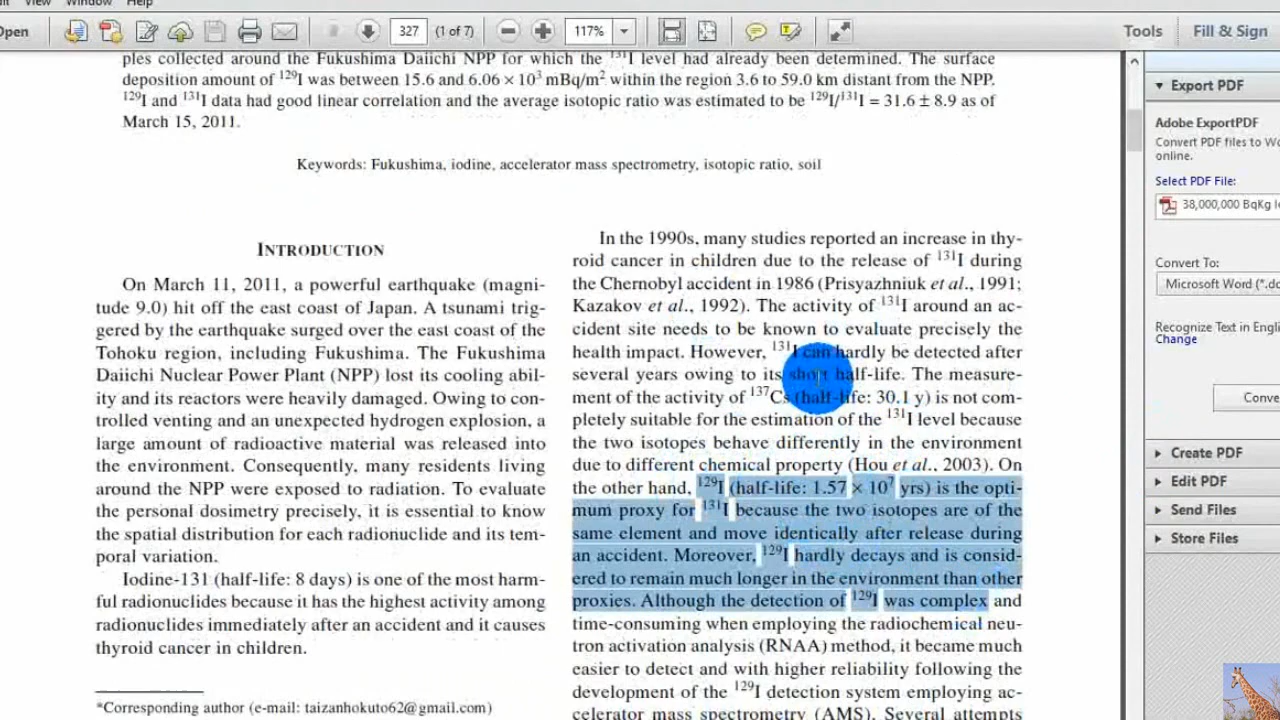 View Window Help
Open
327 (1 of 7)
117%
Tools
Fill & Sign
ples collected around the Fukushima Daiichi NPP for which the ¹³¹I level had already been determined. The surface
deposition amount of ¹²⁹I was between 15.6 and 6.06 × 10³ mBq/m² within the region 3.6 to 59.0 km distant from the NPP.
¹²⁹I and ¹³¹I data had good linear correlation and the average isotopic ratio was estimated to be ¹²⁹I/¹³¹I = 31.6 ± 8.9 as of
March 15, 2011.
Keywords: Fukushima, iodine, accelerator mass spectrometry, isotopic ratio, soil
INTRODUCTION
On March 11, 2011, a powerful earthquake (magni-
tude 9.0) hit off the east coast of Japan. A tsunami trig-
gered by the earthquake surged over the east coast of the
Tohoku region, including Fukushima. The Fukushima
Daiichi Nuclear Power Plant (NPP) lost its cooling abil-
ity and its reactors were heavily damaged. Owing to con-
trolled venting and an unexpected hydrogen explosion, a
large amount of radioactive material was released into
the environment. Consequently, many residents living
around the NPP were exposed to radiation. To evaluate
the personal dosimetry precisely, it is essential to know
the spatial distribution for each radionuclide and its tem-
poral variation.
Iodine-131 (half-life: 8 days) is one of the most harm-
ful radionuclides because it has the highest activity among
radionuclides immediately after an accident and it causes
thyroid cancer in children.
*Corresponding author (e-mail: taizanhokuto62@gmail.com)
In the 1990s, many studies reported an increase in thy-
roid cancer in children due to the release of ¹³¹I during
the Chernobyl accident in 1986 (Prisyazhniuk et al., 1991;
Kazakov et al., 1992). The activity of ¹³¹I around an ac-
cident site needs to be known to evaluate precisely the
health impact. However, ¹³¹I can hardly be detected after
several years owing to its short half-life. The measure-
ment of the activity of ¹³⁷Cs (half-life: 30.1 y) is not com-
pletely suitable for the estimation of the ¹³¹I level because
the two isotopes behave differently in the environment
due to different chemical property (Hou et al., 2003). On
the other hand, ¹²⁹I (half-life: 1.57 × 10⁷ yrs) is the opti-
mum proxy for ¹³¹I because the two isotopes are of the
same element and move identically after release during
an accident. Moreover, ¹²⁹I hardly decays and is consid-
ered to remain much longer in the environment than other
proxies. Although the detection of ¹²⁹I was complex and
time-consuming when employing the radiochemical neu-
tron activation analysis (RNAA) method, it became much
easier to detect and with higher reliability following the
development of the ¹²⁹I detection system employing ac-
celerator mass spectrometry (AMS). Several attempts
Export PDF
Adobe ExportPDF
Convert PDF files to Wo
online.
Select PDF File:
38,000,000 BqKg
Convert To:
Microsoft Word (*.do
Recognize Text in Engli
Change
Conve
Create PDF
Edit PDF
Send Files
Store Files